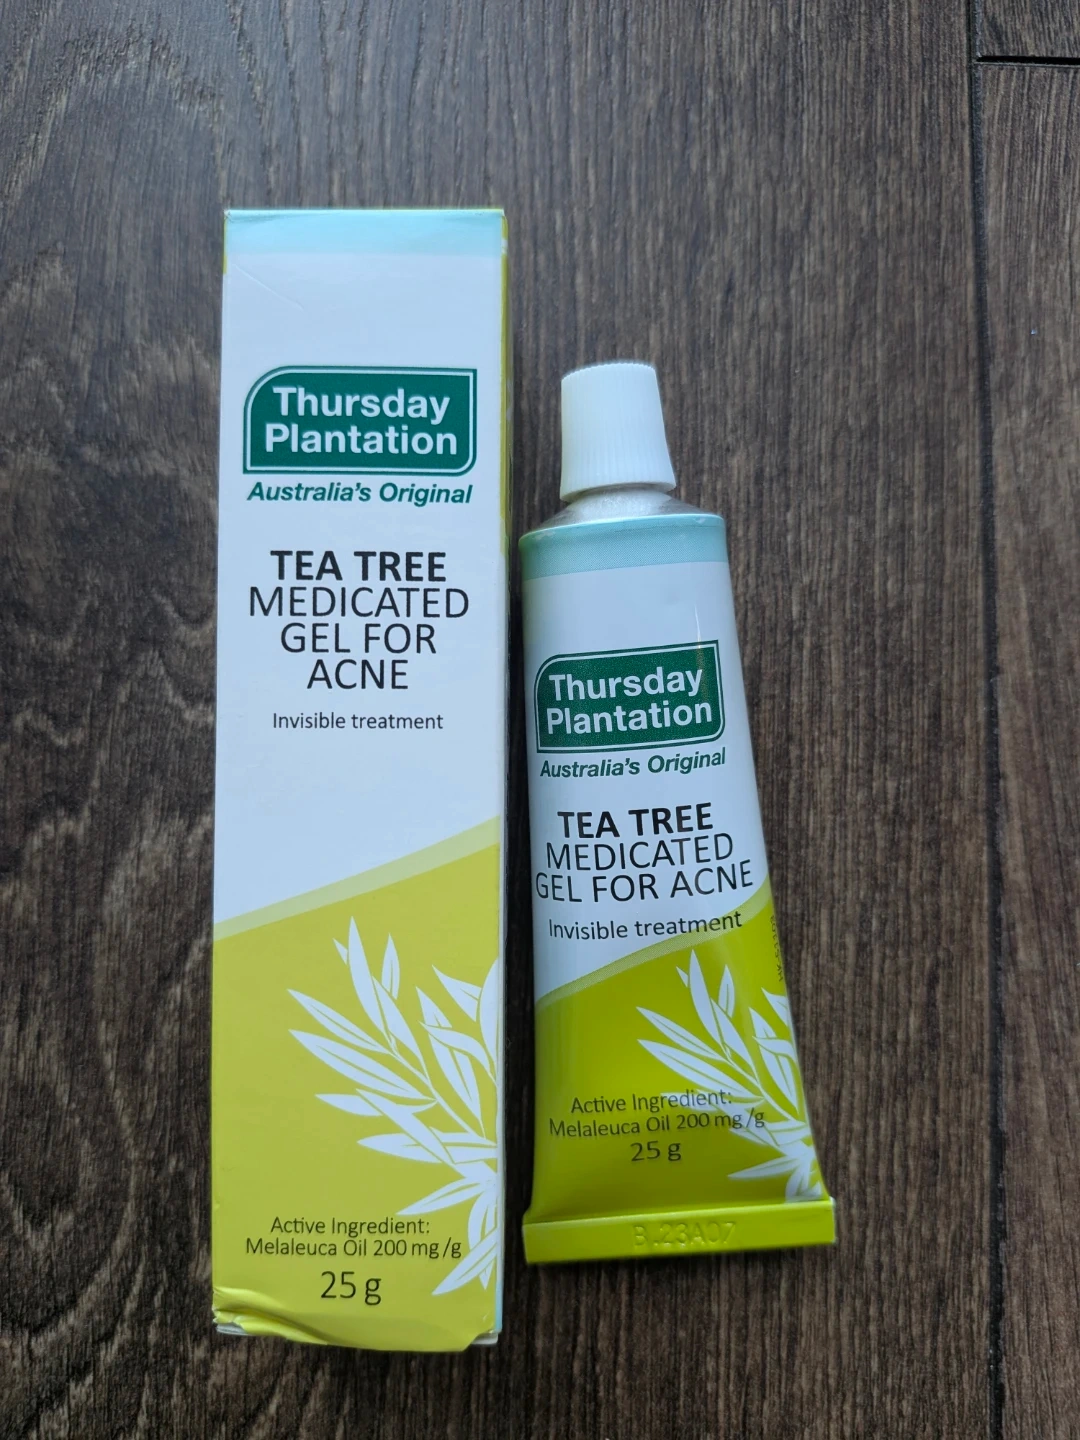 Thursday
Plantation
Australia's Original
TEA TREE
MEDICATED
GEL FOR
ACNE
Invisible treatment
Active Ingredient:
Melaleuca Oil 200 mg/g
25 g
Thursday
Plantation
Australia's Original
TEA TREE
MEDICATED
GEL FOR ACNE
Invisible treatment
Active Ingredient:
Melaleuca Oil 200 mg/g
25 g
B.23A07